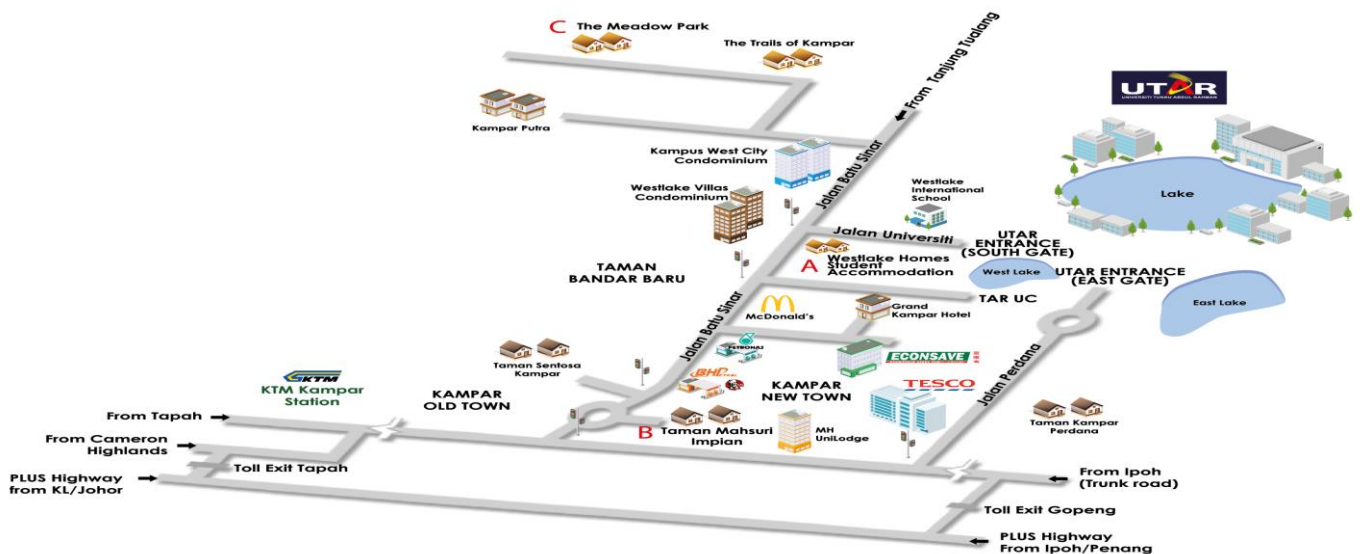 C The Meadow Park
The Trails of Kampar
From Tanjung Tualang
UTAR
UNIVERSITI TUNKU ABDUL RAHMAN
Kampar Putra
Kampus West City
Condominium
Jalan Batu Sinar
Westlake Villas
Condominium
Westlake
International
School
Lake
Jalan Universiti
UTAR
ENTRANCE
(SOUTH GATE)
A Westlake Homes
Student
Accommodation
West Lake
UTAR ENTRANCE
(EAST GATE)
East Lake
TAMAN
BANDAR BARU
TAR UC
McDonald's
Grand
Kampar Hotel
Jalan Batu Sinar
PETRONAS
ECONSAVE
Taman Sentosa
Kampar
BHP
TESCO
Jalan Perdana
KTM
KTM Kampar
Station
KAMPAR
OLD TOWN
KAMPAR
NEW TOWN
From Tapah
B Taman Mahsuri
Impian
MH
UniLodge
Taman Kampar
Perdana
From Cameron
Highlands
Toll Exit Tapah
From Ipoh
(Trunk road)
PLUS Highway
from KL/Johor
Toll Exit Gopeng
PLUS Highway
From Ipoh/Penang